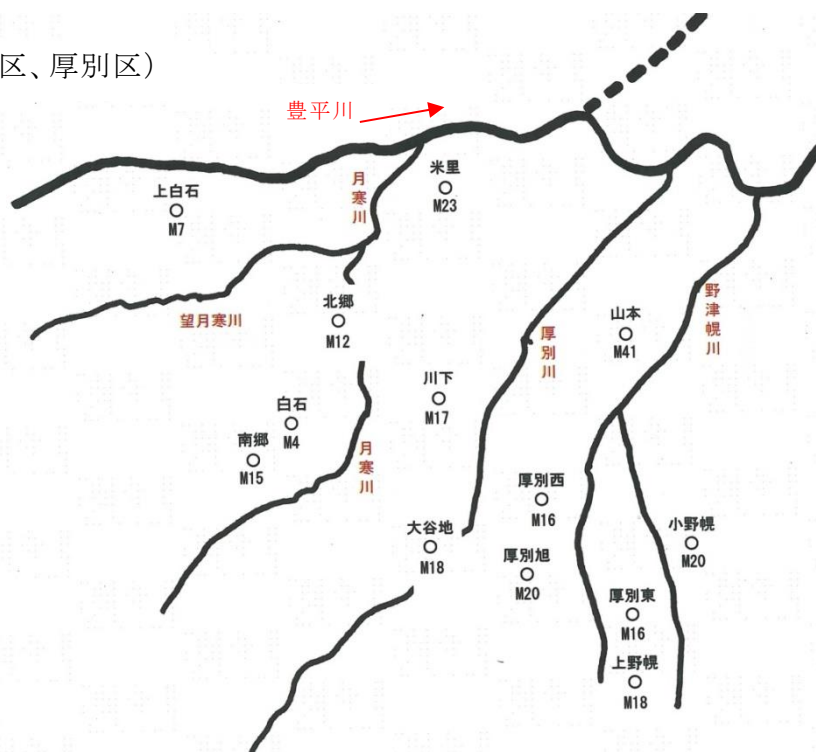 区、厚別区）
豊平川
月寒川
米里
M23
上白石
M7
望月寒川
北郷
M12
厚別川
山本
M41
野津幌川
川下
M17
白石
M4
南郷
M15
月寒川
厚別西
M16
大谷地
M18
厚別旭
M20
小野幌
M20
厚別東
M16
上野幌
M18